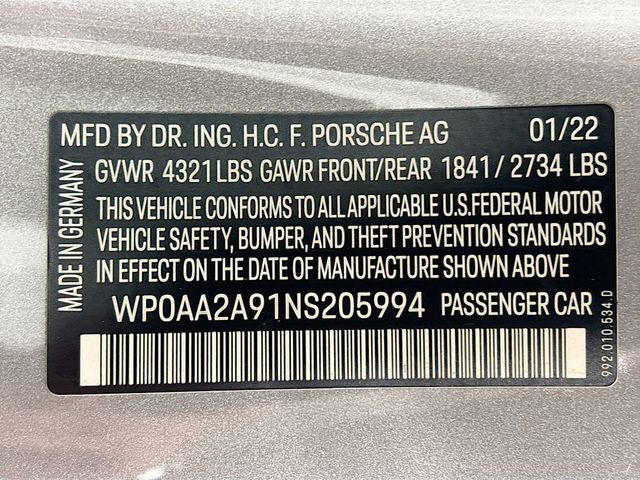 MFD BY DR. ING. H.C. F. PORSCHE AG 01/22
GVWR 4321 LBS GAWR FRONT/REAR 1841 / 2734 LBS
THIS VEHICLE CONFORMS TO ALL APPLICABLE U.S.FEDERAL MOTOR
VEHICLE SAFETY, BUMPER, AND THEFT PREVENTION STANDARDS
IN EFFECT ON THE DATE OF MANUFACTURE SHOWN ABOVE
WP0AA2A91NS205994 PASSENGER CAR
MADE IN GERMANY
992.010.534.D